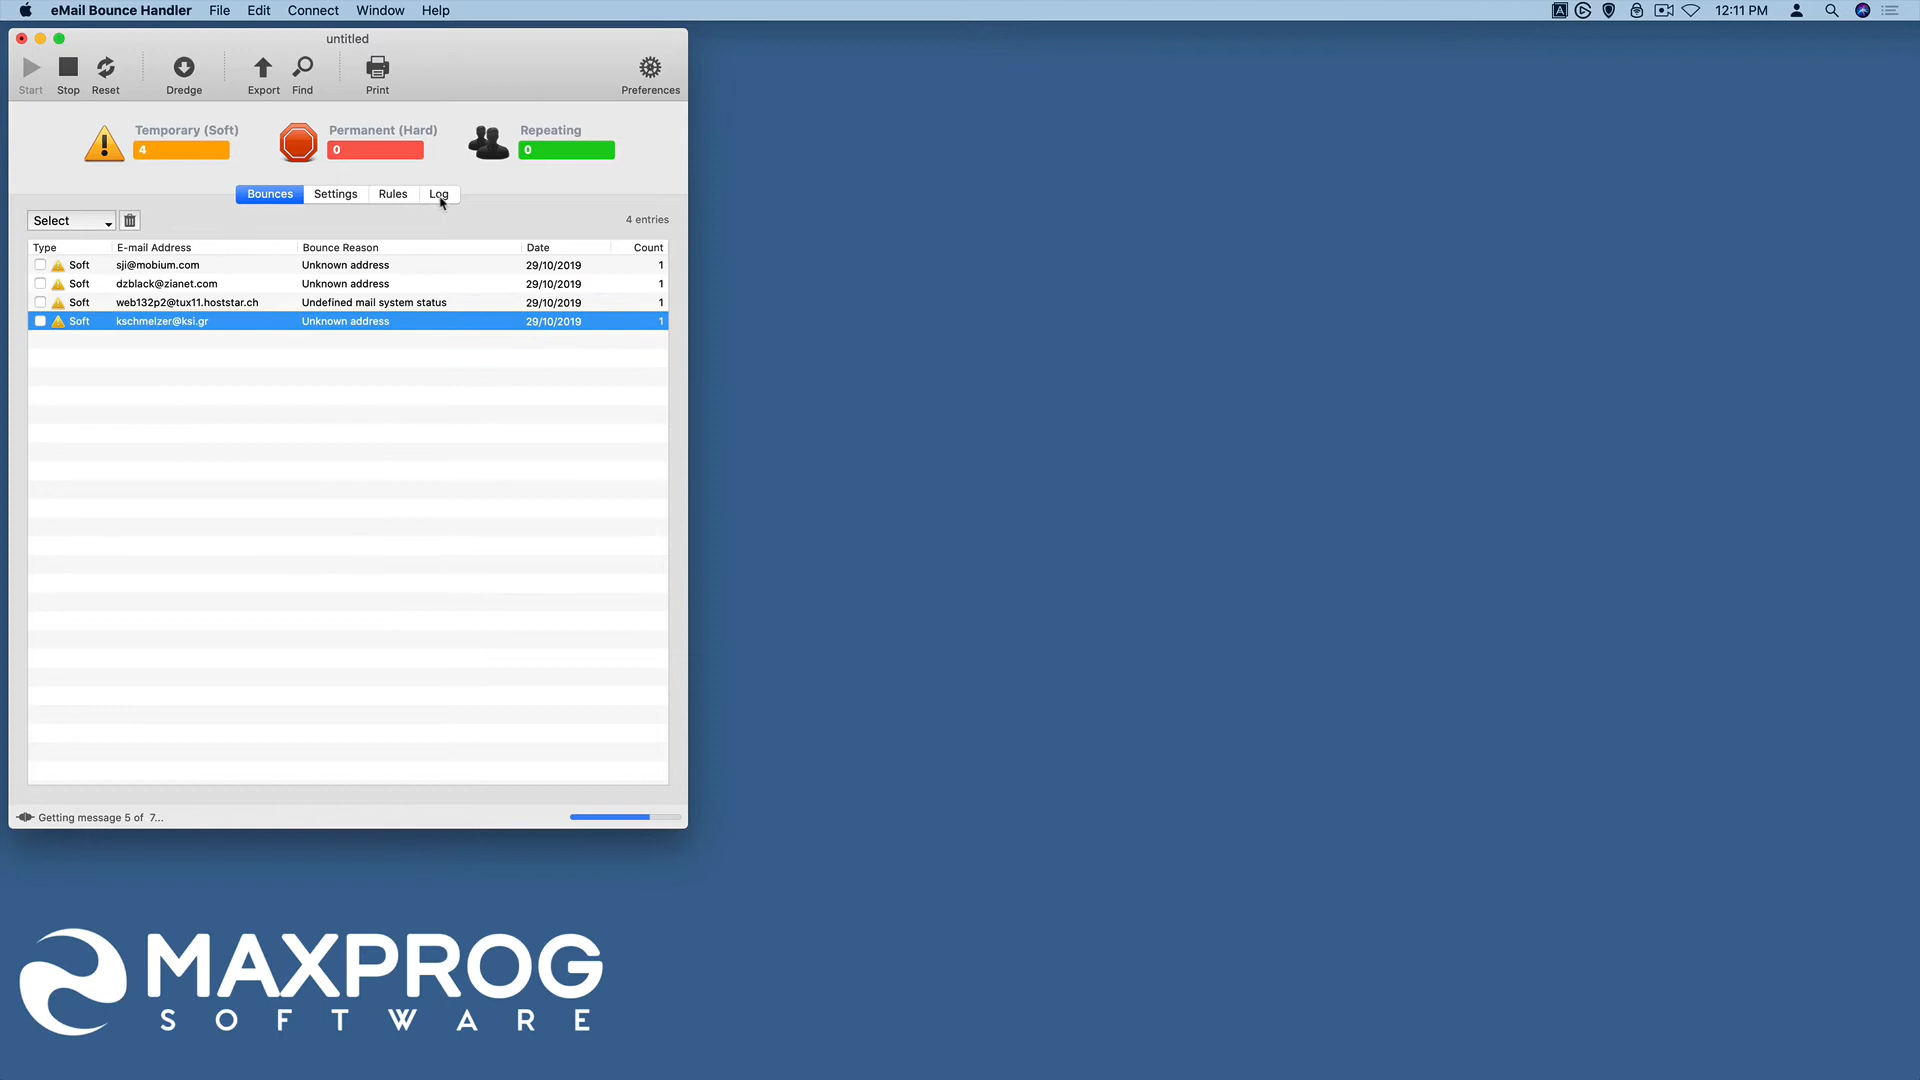 eMail Bounce Handler File Edit Connect Window Help 12:11 PM
untitled
Start Stop Reset Dredge Export Find Print Preferences
Temporary (Soft) Permanent (Hard) Repeating
4 0 0
Bounces Settings Rules Log
Select 4 entries
Type E-mail Address Bounce Reason Date Count
Soft sji@mobium.com Unknown address 29/10/2019 1
Soft dzblack@zianet.com Unknown address 29/10/2019 1
Soft web132p2@tux11.hoststar.ch Undefined mail system status 29/10/2019 1
Soft kschmelzer@ksi.gr Unknown address 29/10/2019 1
Getting message 5 of 7...
MAXPROG
SOFTWARE